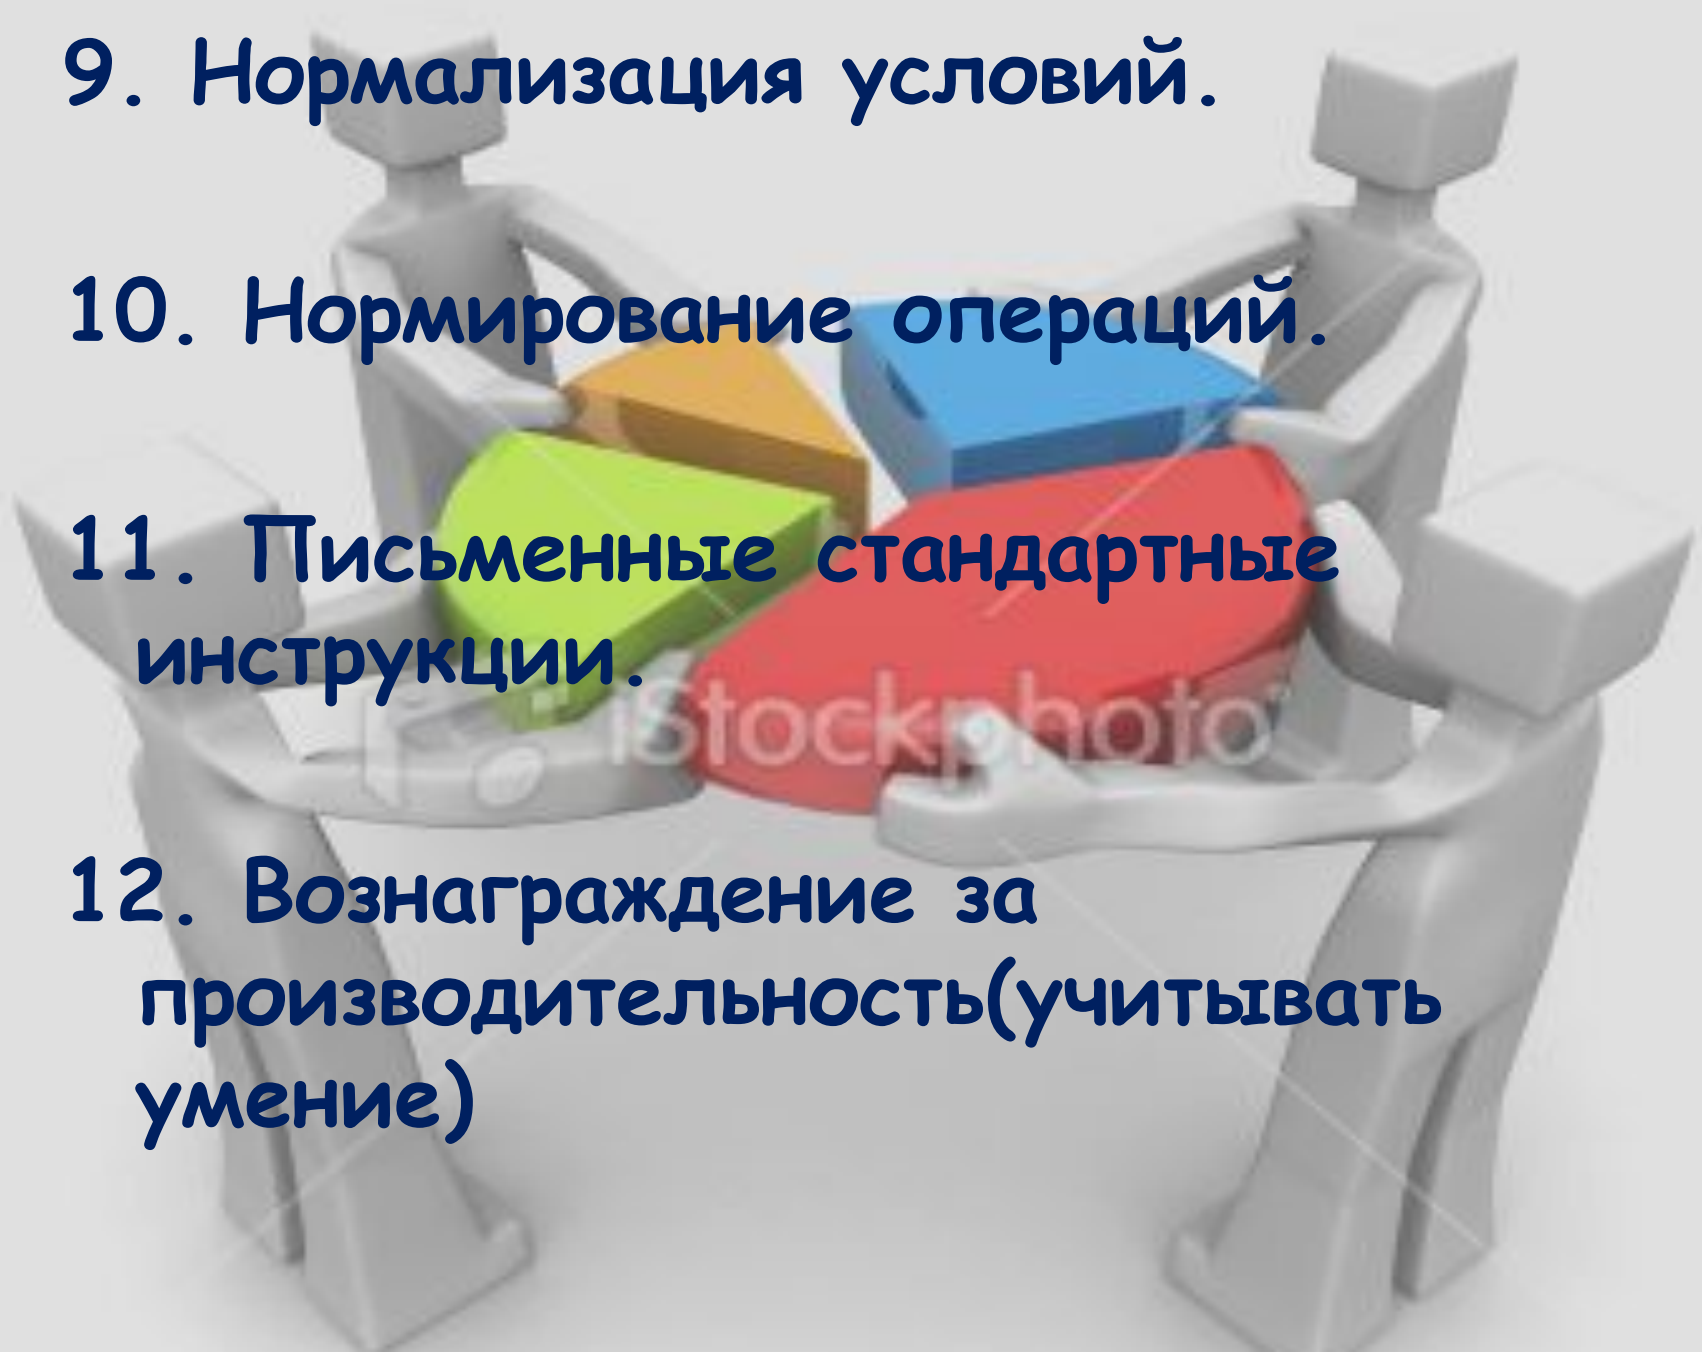 9. Нормализация условий.
10. Нормирование операций.
11. Письменные стандартные
инструкции.
iStockphoto
12. Вознаграждение за
производительность(учитывать
умение)